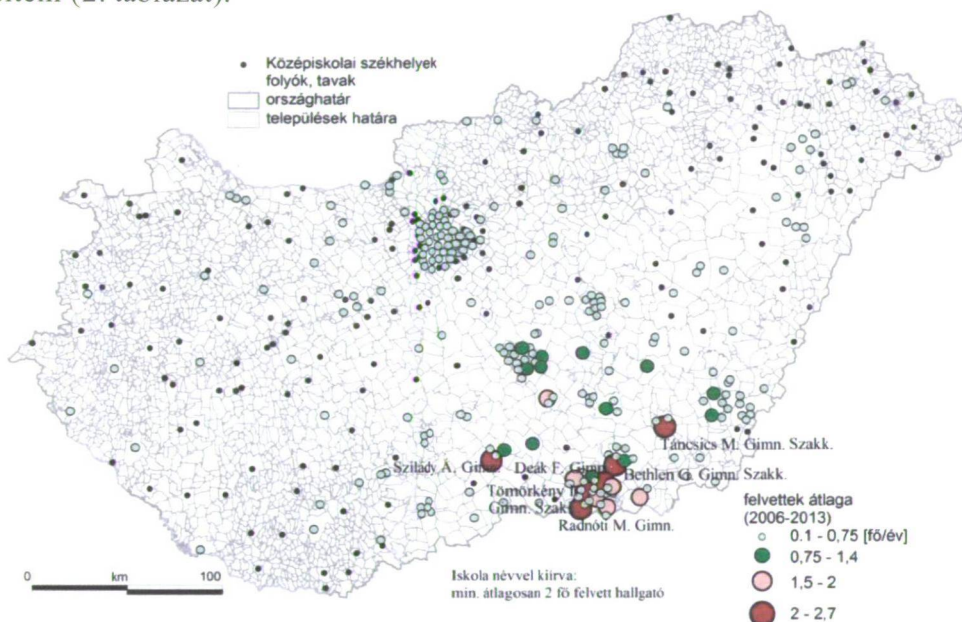 (2. táblázat).
Középiskolai székhelyek
folyók, tavak
országhatár
települések határa
Táncsics M. Gimn. Szakk.
Szilády Á. Gimn.
Deák F. Gimn.
Bethlen G. Gimn. Szakk.
Tömörkény
Gimn. Szakk.
Radnóti M. Gimn.
felvettek átlaga
(2006-2013)
0.1 - 0,75 [fő/év]
0,75 - 1,4
1,5 - 2
2 - 2,7
0 km 100
Iskola névvel kiírva:
min. átlagosan 2 fő felvett hallgató